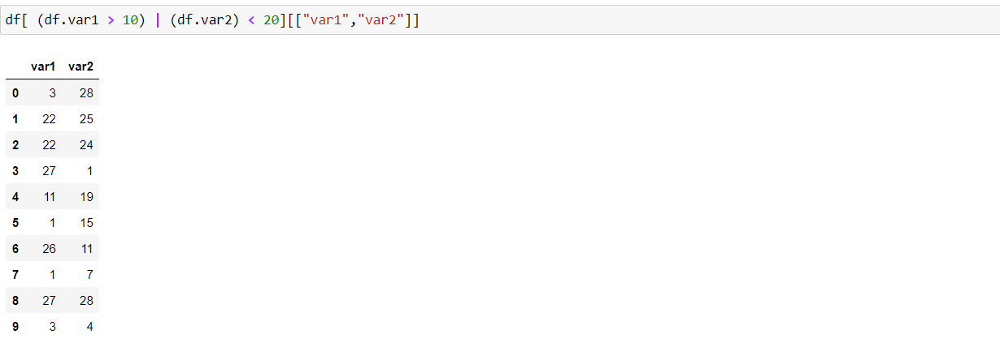 df[ (df.var1 > 10) | (df.var2) < 20][["var1","var2"]]
var1 var2
0 3 28
1 22 25
2 22 24
3 27 1
4 11 19
5 1 15
6 26 11
7 1 7
8 27 28
9 3 4